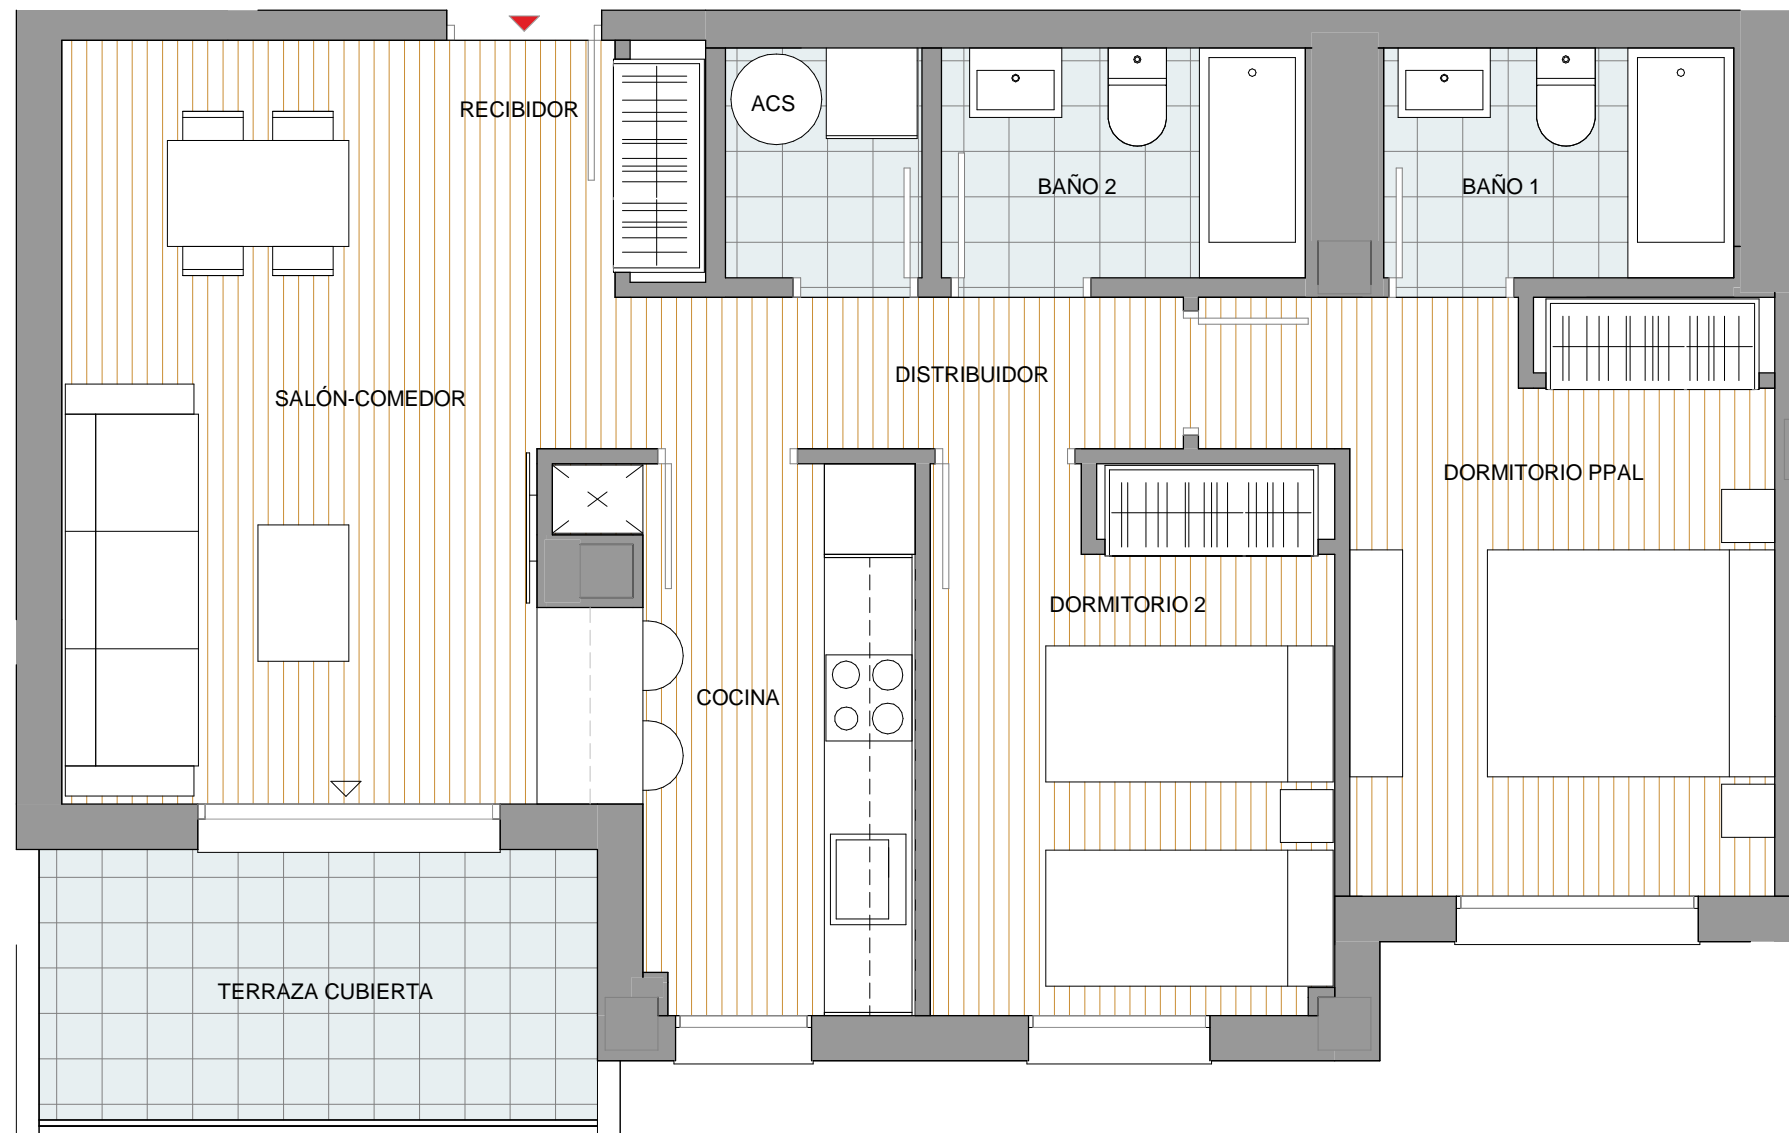 RECIBIDOR
ACS
BAÑO 2
BAÑO 1
SALÓN-COMEDOR
DISTRIBUIDOR
DORMITORIO PPAL
DORMITORIO 2
COCINA
TERRAZA CUBIERTA